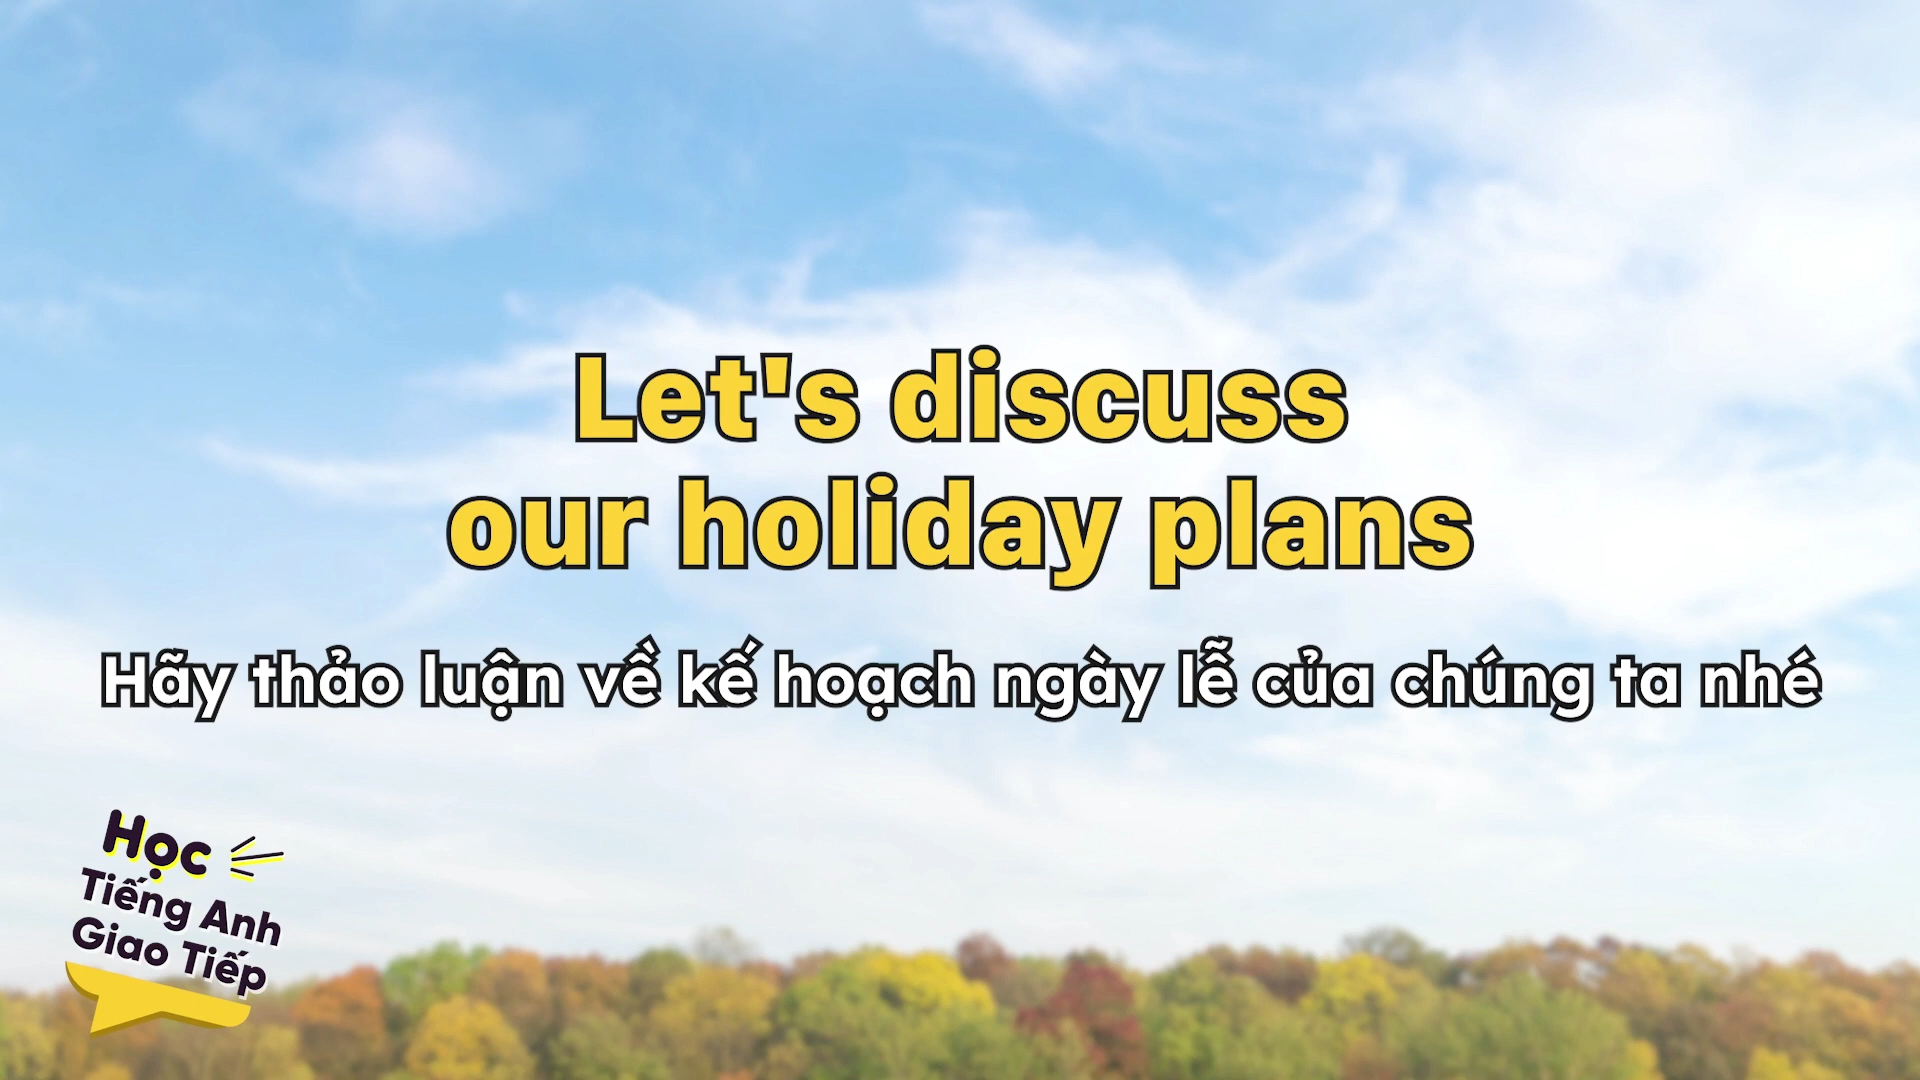 Let's discuss
our holiday plans
Hãy thảo luận về kế hoạch ngày lễ của chúng ta nhé
Học
Tiếng Anh
Giao Tiếp